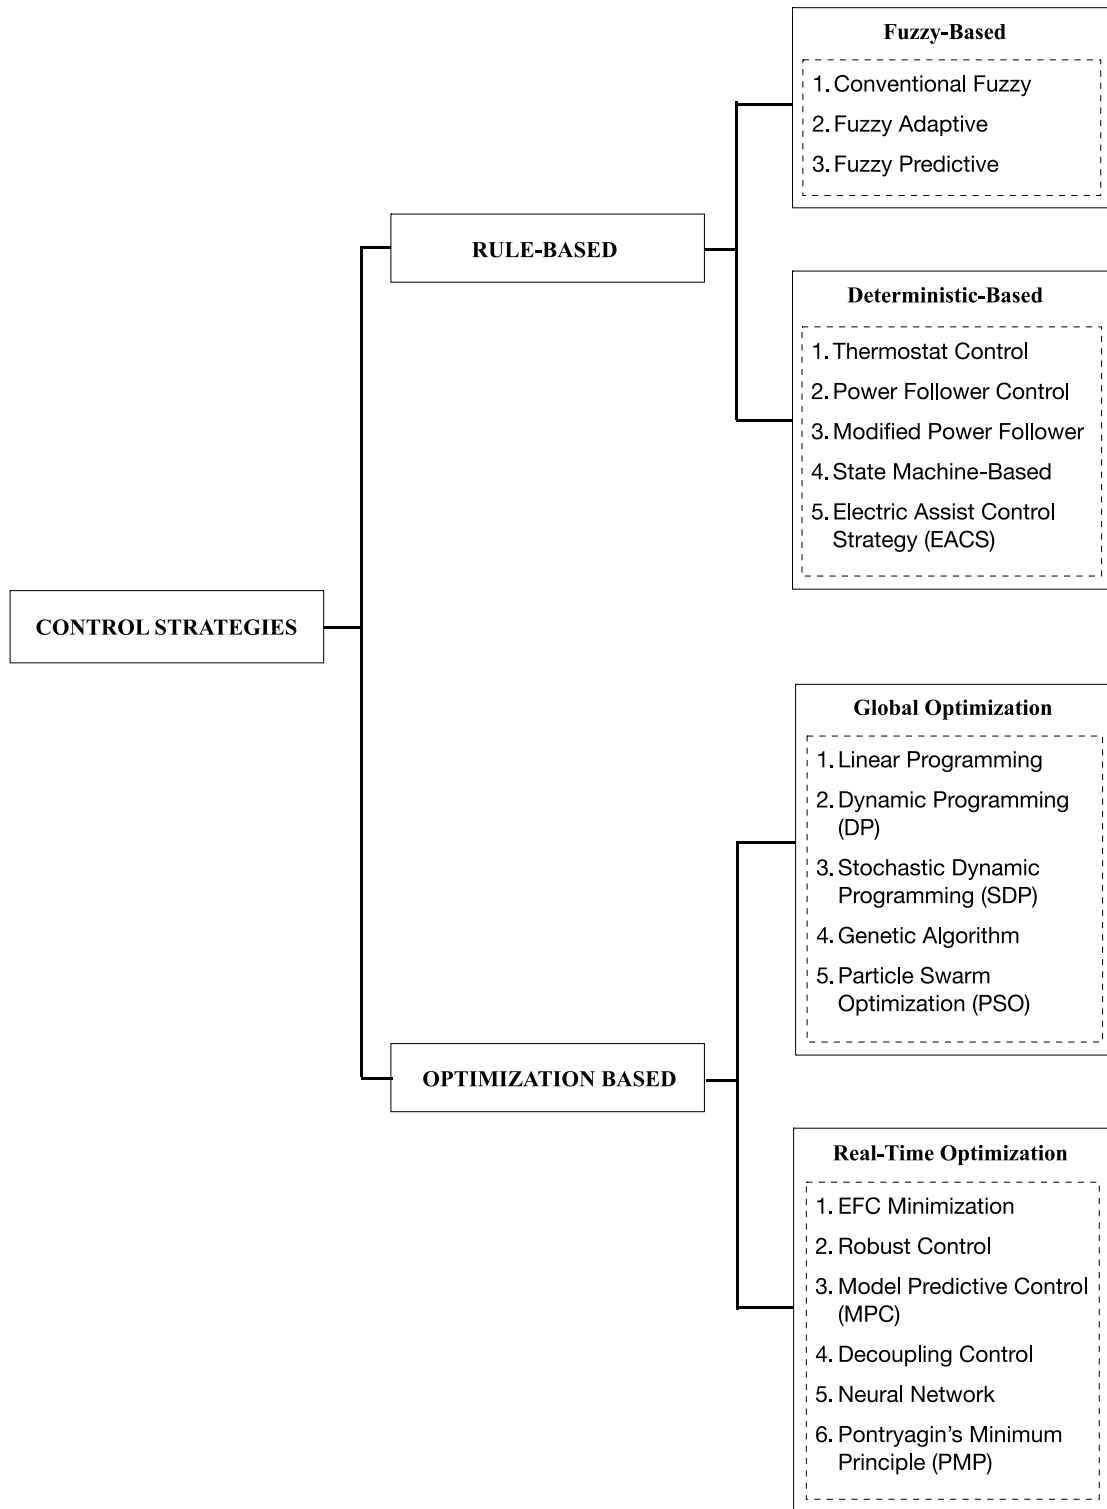 Fuzzy-Based
1. Conventional Fuzzy
2. Fuzzy Adaptive
3. Fuzzy Predictive
RULE-BASED
Deterministic-Based
1. Thermostat Control
2. Power Follower Control
3. Modified Power Follower
4. State Machine-Based
5. Electric Assist Control
Strategy (EACS)
CONTROL STRATEGIES
Global Optimization
1. Linear Programming
2. Dynamic Programming
(DP)
3. Stochastic Dynamic
Programming (SDP)
4. Genetic Algorithm
5. Particle Swarm
Optimization (PSO)
OPTIMIZATION BASED
Real-Time Optimization
1. EFC Minimization
2. Robust Control
3. Model Predictive Control
(MPC)
4. Decoupling Control
5. Neural Network
6. Pontryagin's Minimum
Principle (PMP)